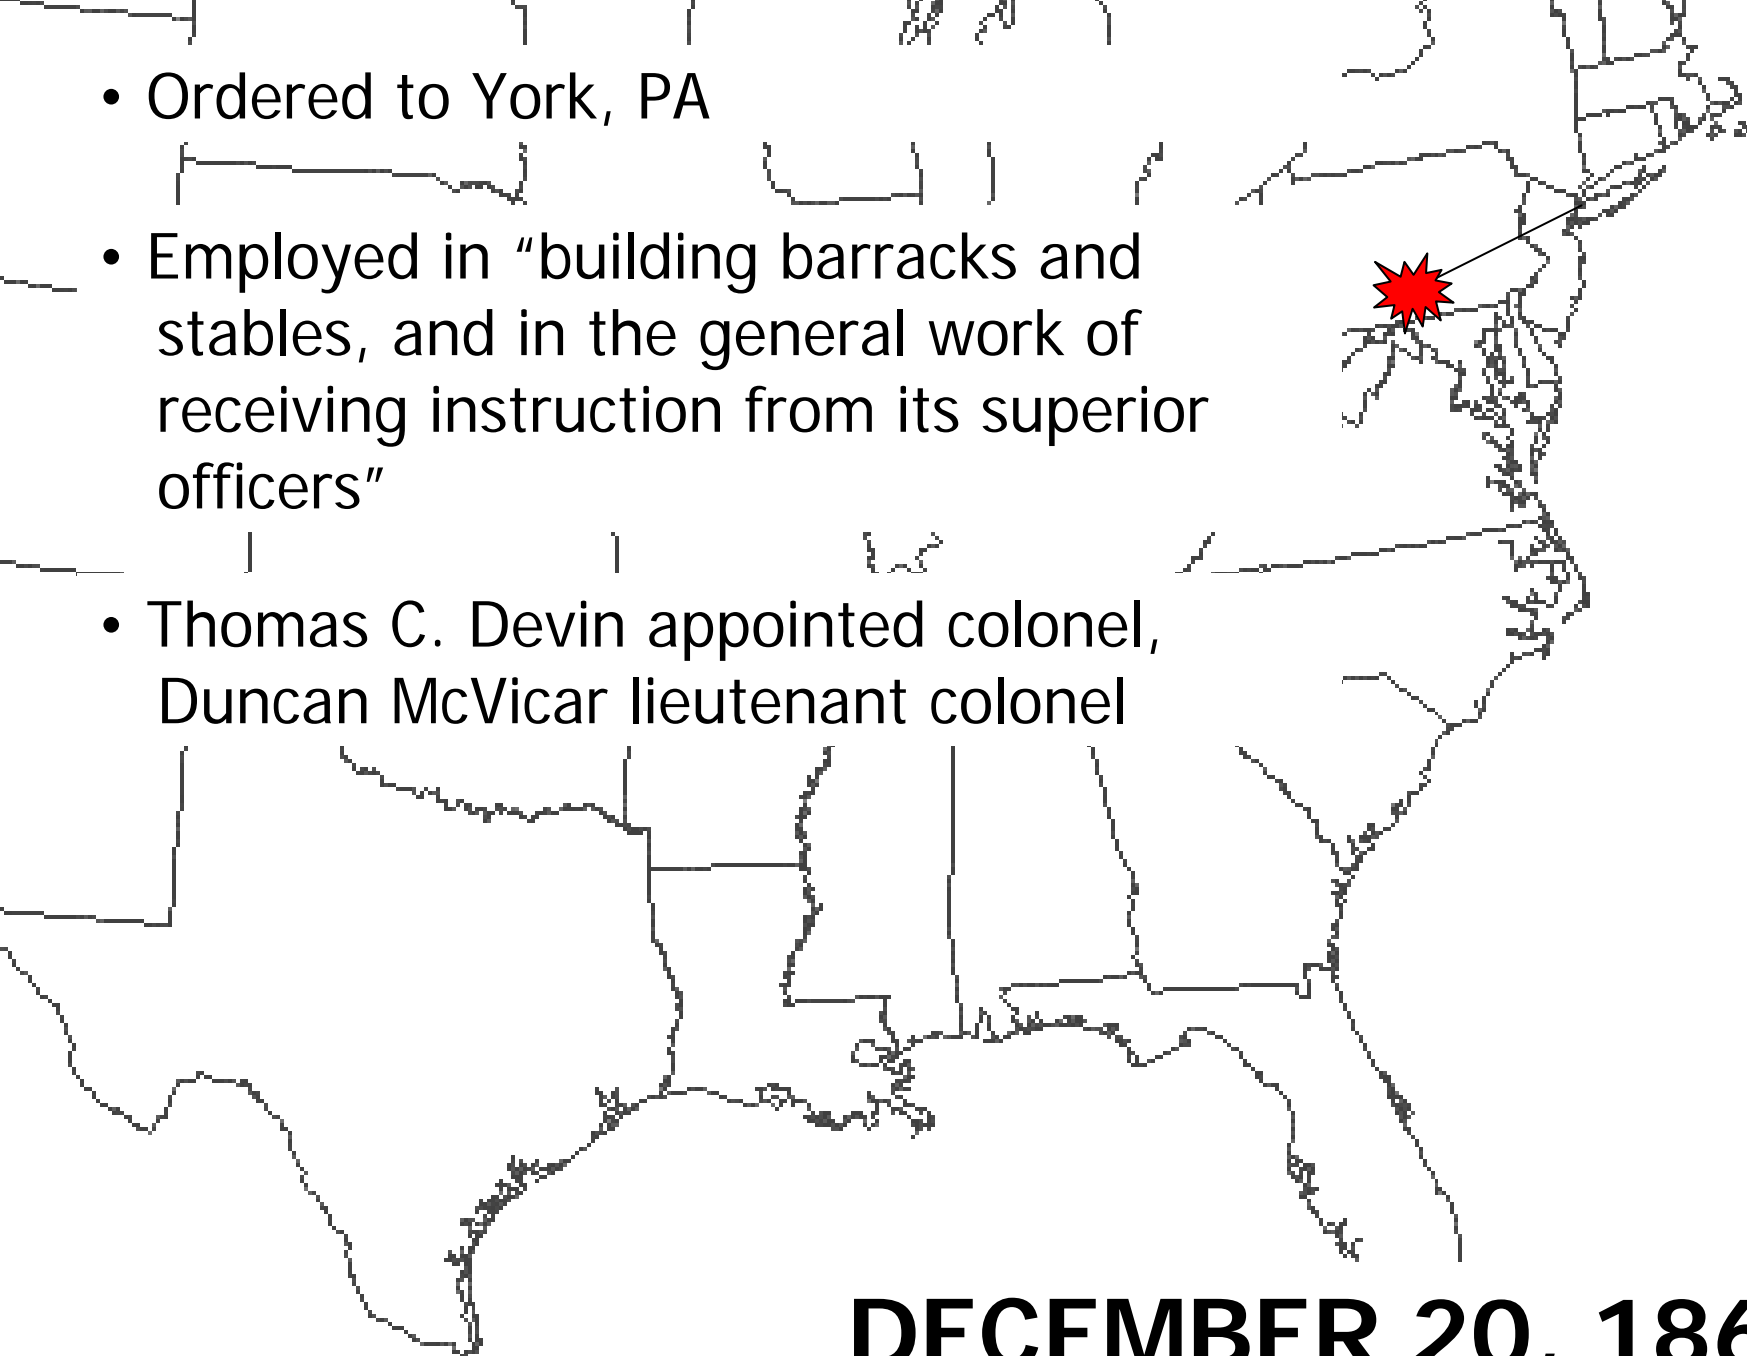 • Ordered to York, PA
• Employed in “building barracks and
stables, and in the general work of
receiving instruction from its superior
officers”
• Thomas C. Devin appointed colonel,
Duncan McVicar lieutenant colonel
DECEMBER 20, 186